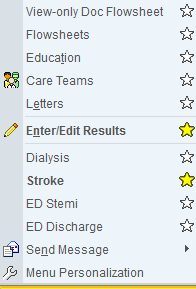 View-only Doc Flowsheet
Flowsheets
Education
Care Teams
Letters
Enter/Edit Results
Dialysis
Stroke
ED Stemi
ED Discharge
Send Message
Menu Personalization